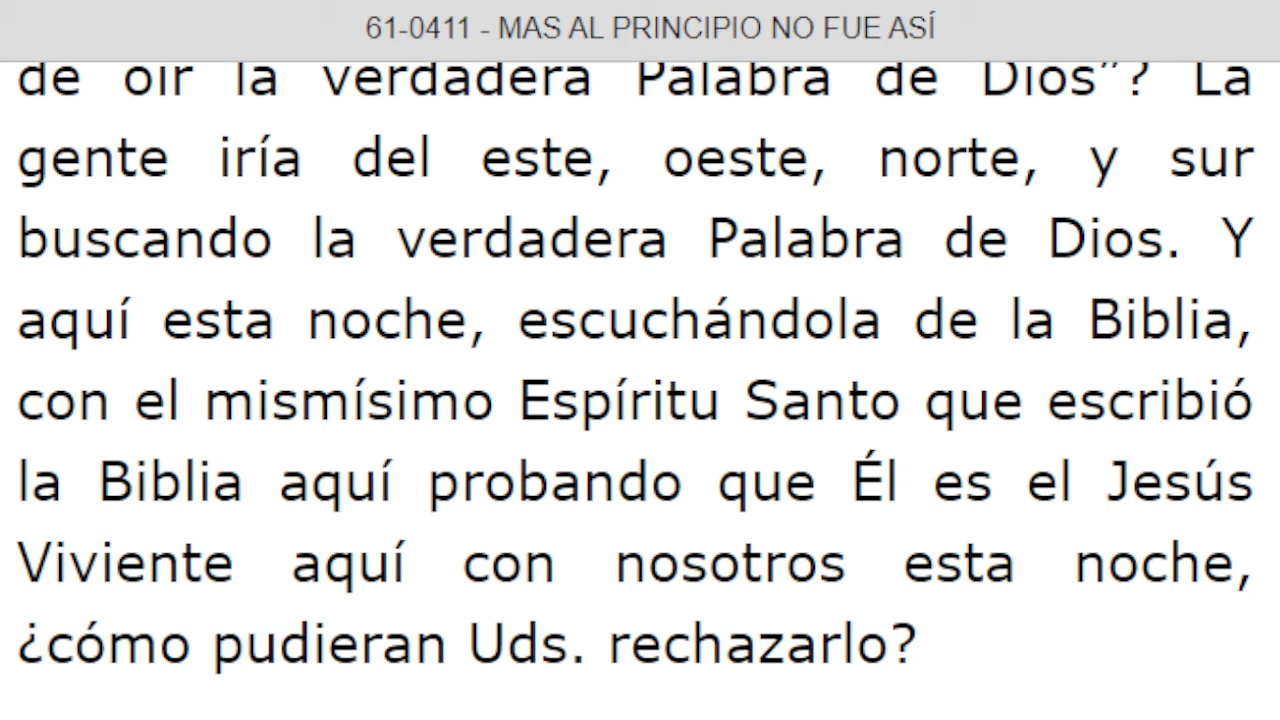 61-0411 - MAS AL PRINCIPIO NO FUE ASÍ
de oír la verdadera Palabra de Dios”? La
gente iría del este, oeste, norte, y sur
buscando la verdadera Palabra de Dios. Y
aquí esta noche, escuchándola de la Biblia,
con el mismísimo Espíritu Santo que escribió
la Biblia aquí probando que Él es el Jesús
Viviente aquí con nosotros esta noche,
¿cómo pudieran Uds. rechazarlo?